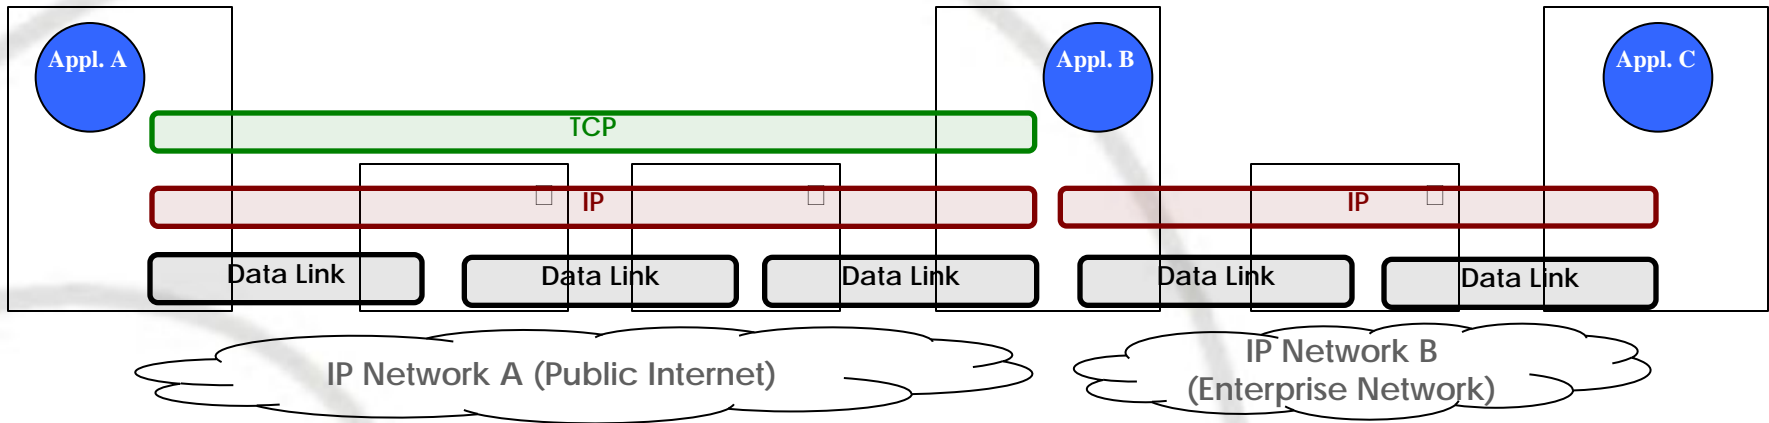 Appl. A
Appl. B
Appl. C
TCP
IP
IP
Data Link
Data Link
Data Link
Data Link
Data Link
IP Network A (Public Internet)
IP Network B
(Enterprise Network)